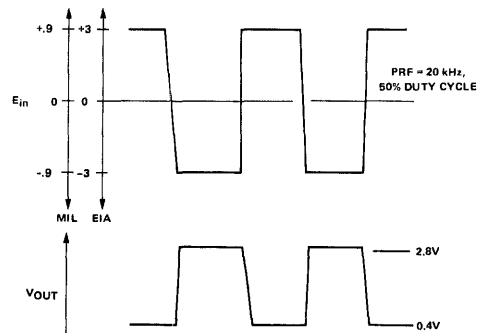 +.9 +3
PRF = 20 kHz,
50% DUTY CYCLE
Ein 0 0
-.9 -3
MIL EIA
2.8V
VOUT
0.4V